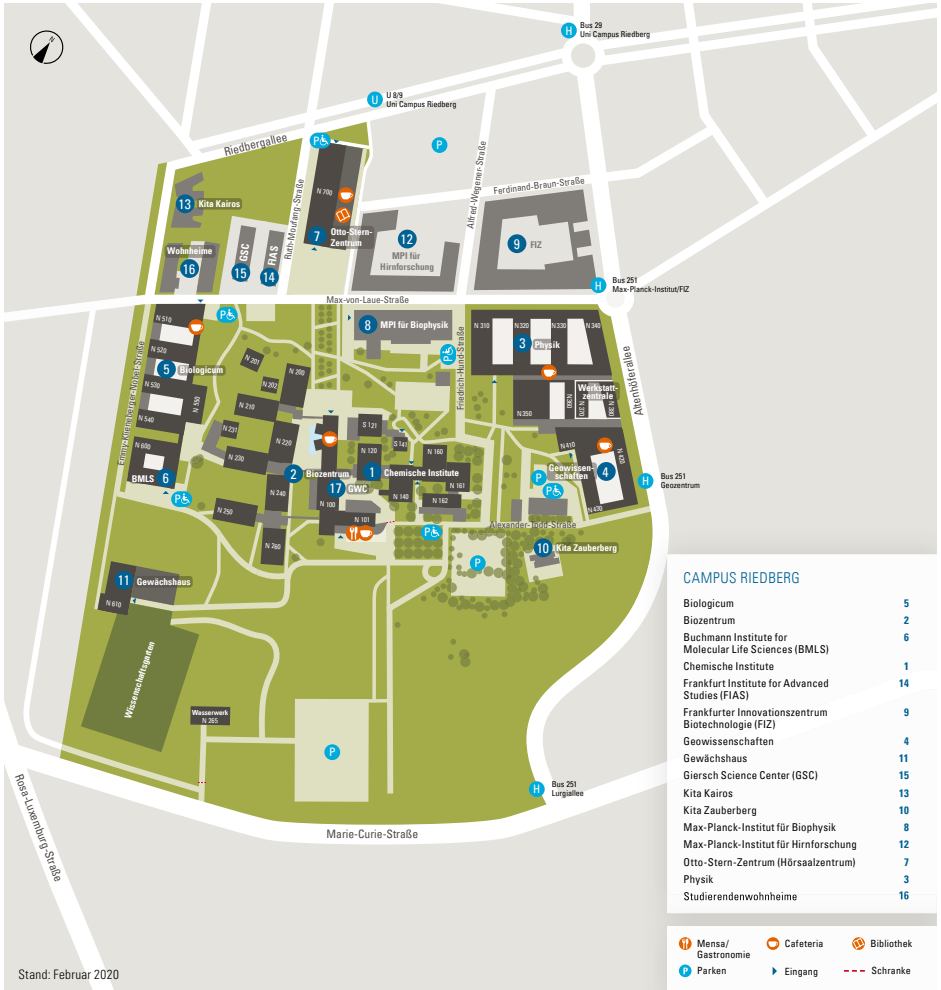 N
Bus 29
Uni Campus Riedberg
H
U
U 8/9
Uni Campus Riedberg
Riedbergallee
P
P
Alfred-Wegener-Straße
Ferdinand-Braun-Straße
Ruth-Moufang-Straße
N 700
13
Kita Kairos
7
Otto-Stern-
Zentrum
12
MPI für
Hirnforschung
9
FIZ
Wohnheime
16
GSC
15
FIAS
14
H
Bus 251
Max-Planck-Institut/FIZ
Max-von-Laue-Straße
N 510
P
8
MPI für Biophysik
N 310
N 320
N 330
N 340
3
Physik
N 520
5
Biologicum
N 530
N 550
N 540
N 600
BMLS
6
P
N 201
N 202
N 200
N 210
N 231
N 230
N 220
P
Friedrich-Hund-Straße
Altenhöferallee
Werkstatt-
zentrale
N 350
N 360
N 370
N 380
S 121
S 141
N 120
N 160
2
Biozentrum
1
Chemische Institute
17
GWC
N 161
N 140
N 162
N 100
N 101
N 240
N 250
N 260
N 410
N 420
Geowissen-
schaften
4
N 430
P
P
H
Bus 251
Geozentrum
Alexander-Todd-Straße
P
P
10
Kita Zauberberg
11
Gewächshaus
N 610
Wissenschaftsgarten
Wasserwerk
N 265
P
H
Bus 251
Lurgiallee
Marie-Curie-Straße
Rosa-Luxemburg-Straße
CAMPUS RIEDBERG
Biologicum 5
Biozentrum 2
Buchmann Institute for 6
Molecular Life Sciences (BMLS)
Chemische Institute 1
Frankfurt Institute for Advanced 14
Studies (FIAS)
Frankfurter Innovationszentrum 9
Biotechnologie (FIZ)
Geowissenschaften 4
Gewächshaus 11
Giersch Science Center (GSC) 15
Kita Kairos 13
Kita Zauberberg 10
Max-Planck-Institut für Biophysik 8
Max-Planck-Institut für Hirnforschung 12
Otto-Stern-Zentrum (Hörsaalzentrum) 7
Physik 3
Studierendenwohnheime 16
Mensa/
Gastronomie
Cafeteria
Bibliothek
P Parken
Eingang
Schranke
Stand: Februar 2020